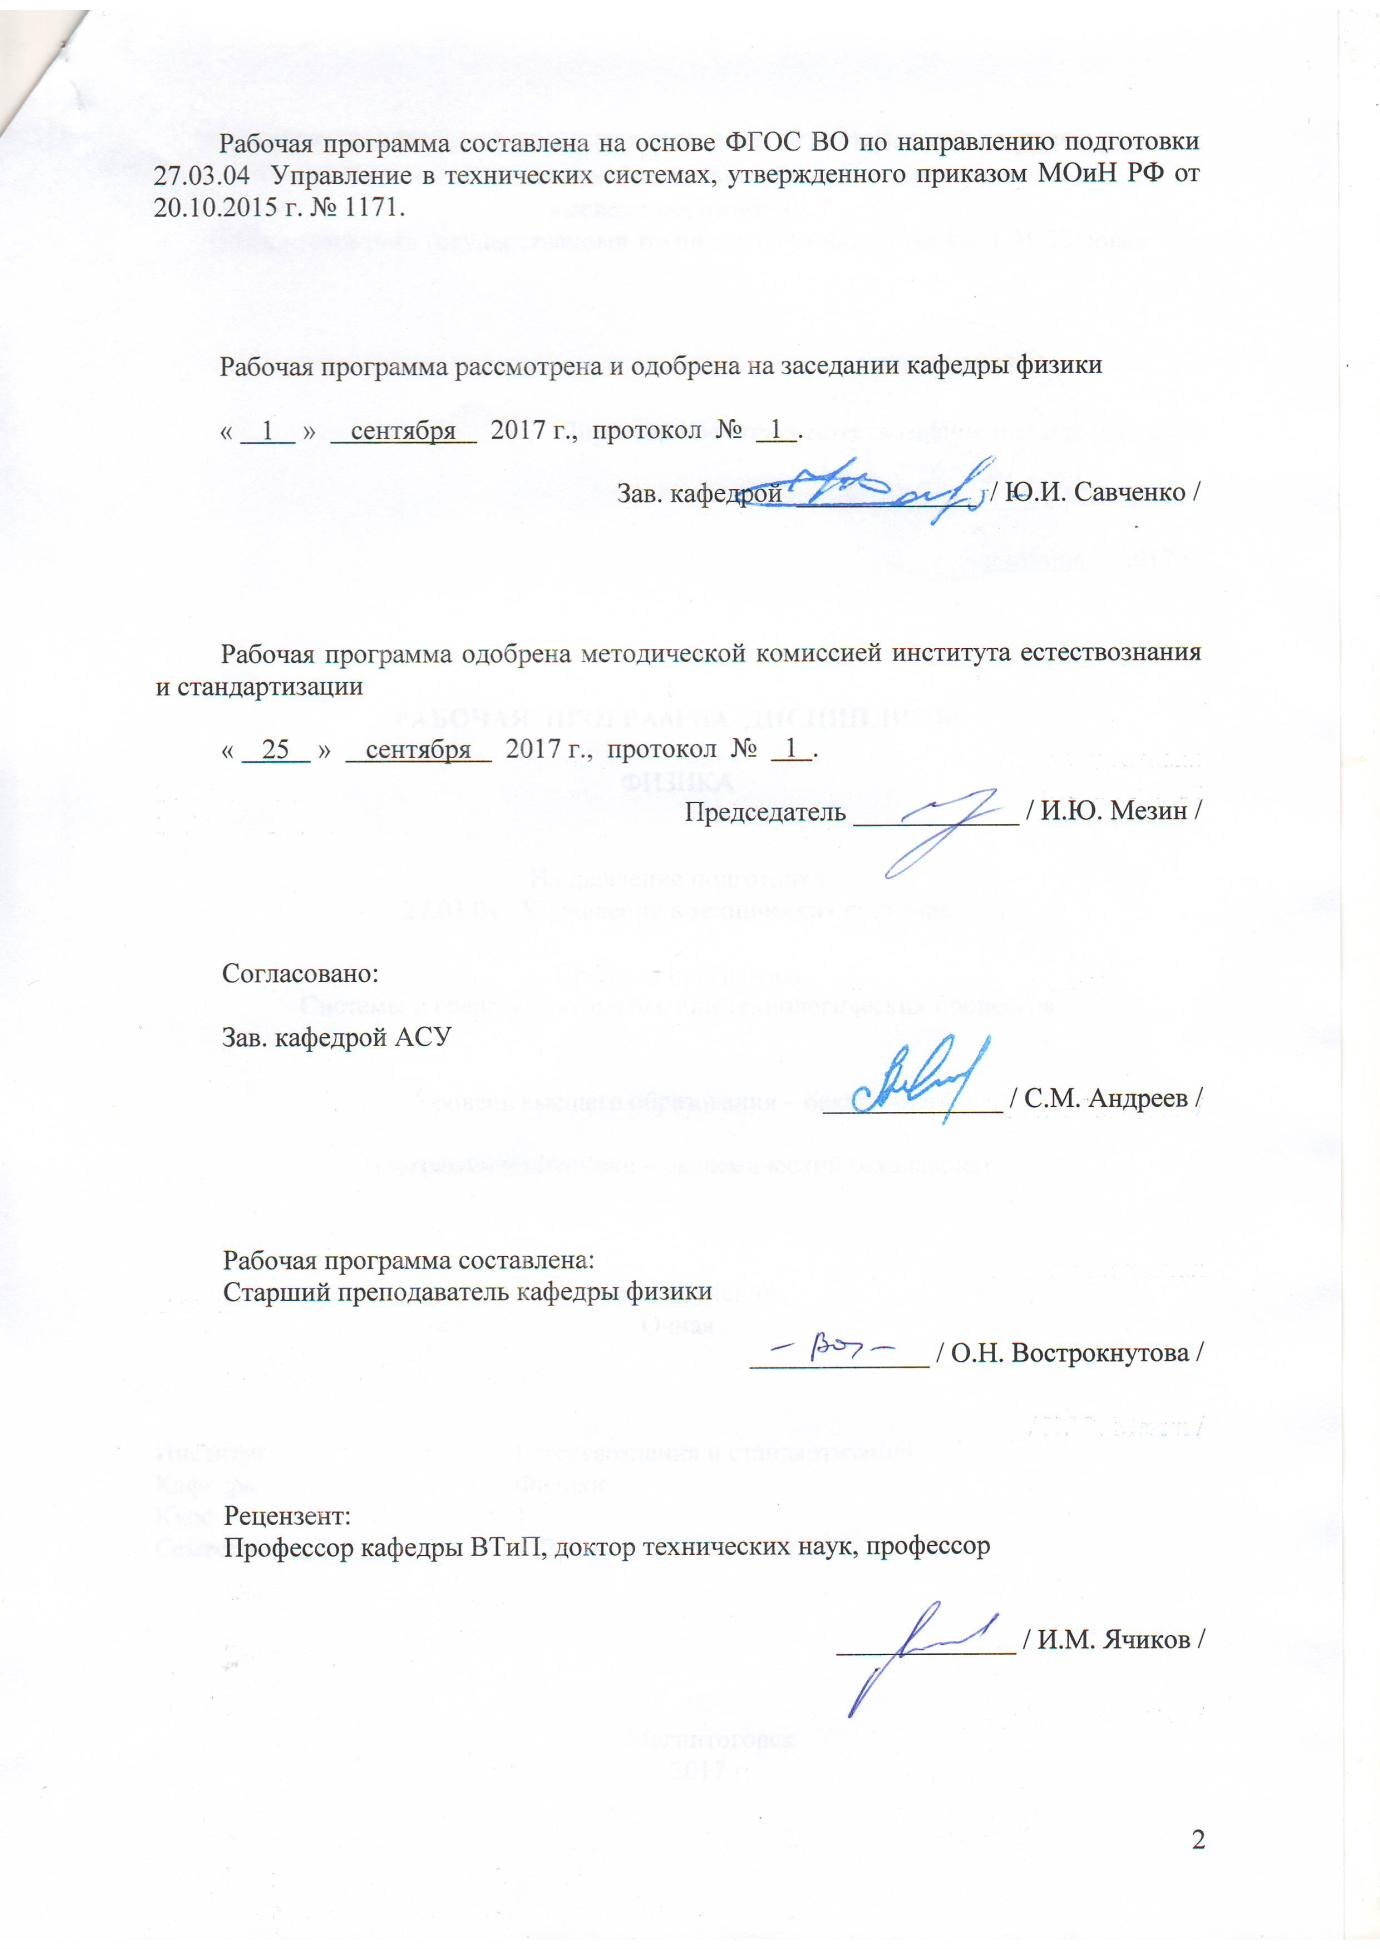 Рабочая программа составлена на основе ФГОС ВО по направлению подготовки
27.03.04 Управление в технических системах, утвержденного приказом МОиН РФ от
20.10.2015 г. № 1171.
Рабочая программа рассмотрена и одобрена на заседании кафедры физики
« 1 » сентября 2017 г., протокол № 1.
Зав. кафедрой / Ю.И. Савченко /
Рабочая программа одобрена методической комиссией института естествознания
и стандартизации
« 25 » сентября 2017 г., протокол № 1.
Председатель / И.Ю. Мезин /
Согласовано:
Зав. кафедрой АСУ
/ С.М. Андреев /
Рабочая программа составлена:
Старший преподаватель кафедры физики
/ О.Н. Вострокнутова /
Рецензент:
Профессор кафедры ВТиП, доктор технических наук, профессор
/ И.М. Ячиков /
2